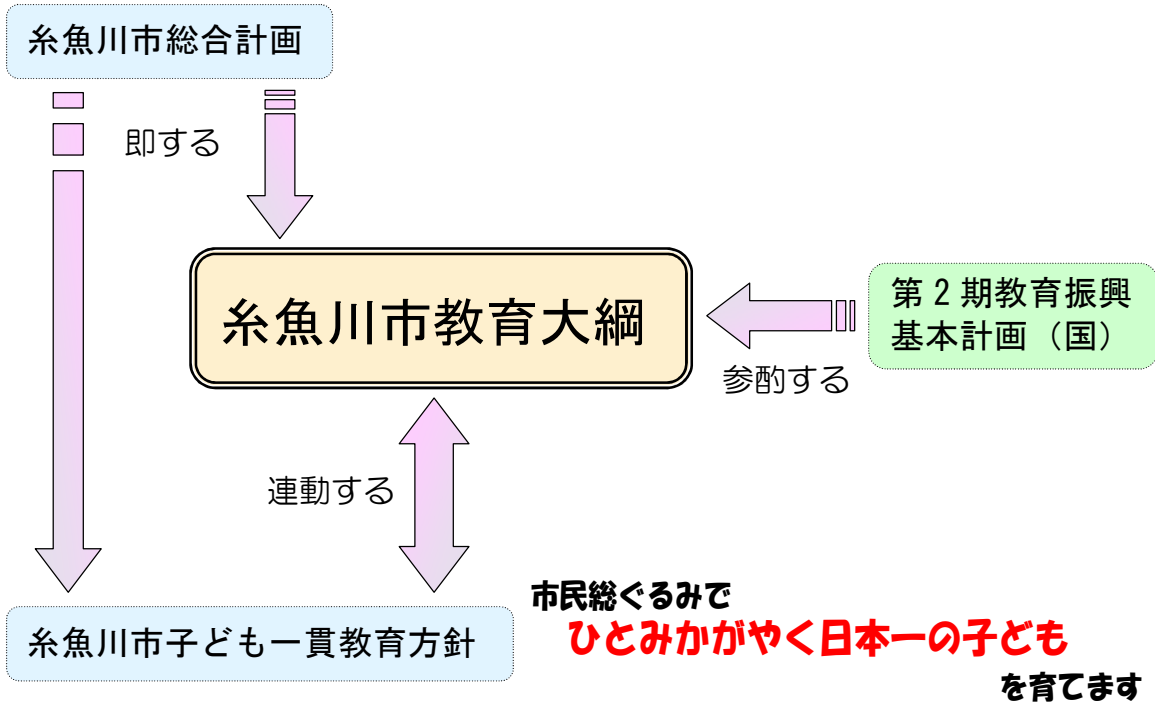 糸魚川市総合計画
即する
糸魚川市教育大綱
第2期教育振興
基本計画（国）
参酌する
連動する
糸魚川市子ども一貫教育方針
市民総ぐるみで
ひとみかがやく日本一の子ども
を育てます